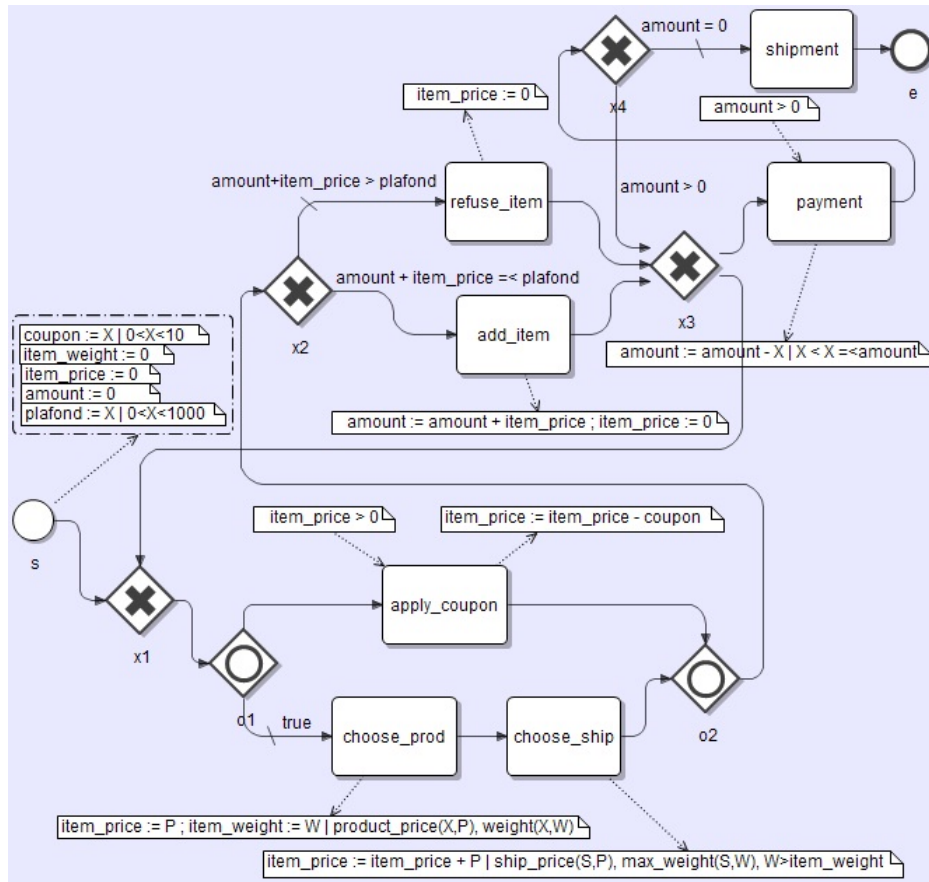 amount = 0
shipment
e
x4
item_price := 0
amount > 0
amount+item_price > plafond
refuse_item
amount > 0
payment
x2
amount + item_price =< plafond
add_item
x3
amount := amount - X | X < X =<amount
coupon := X | 0<X<10
item_weight := 0
item_price := 0
amount := 0
plafond := X | 0<X<1000
amount := amount + item_price ; item_price := 0
s
item_price > 0
item_price := item_price - coupon
apply_coupon
x1
o1
true
choose_prod
choose_ship
o2
item_price := P ; item_weight := W | product_price(X,P), weight(X,W)
item_price := item_price + P | ship_price(S,P), max_weight(S,W), W>item_weight